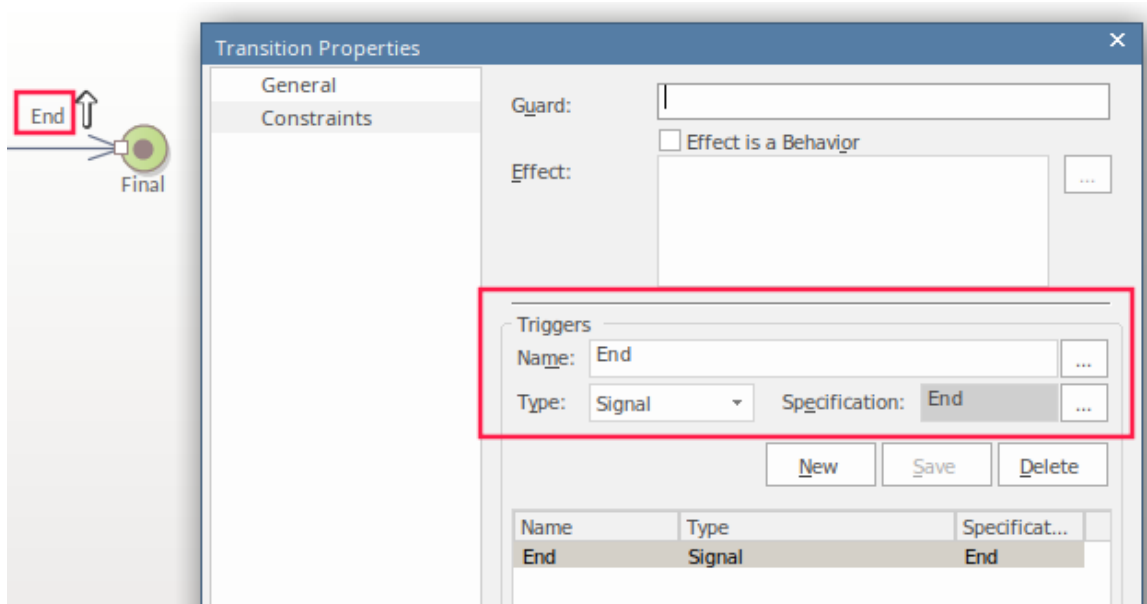 End
Final
Transition Properties
General
Constraints
Guard:
Effect is a Behavior
Effect:
...
Triggers
Name: End ...
Type: Signal Specification: End ...
New Save Delete
Name Type Specificat...
End Signal End